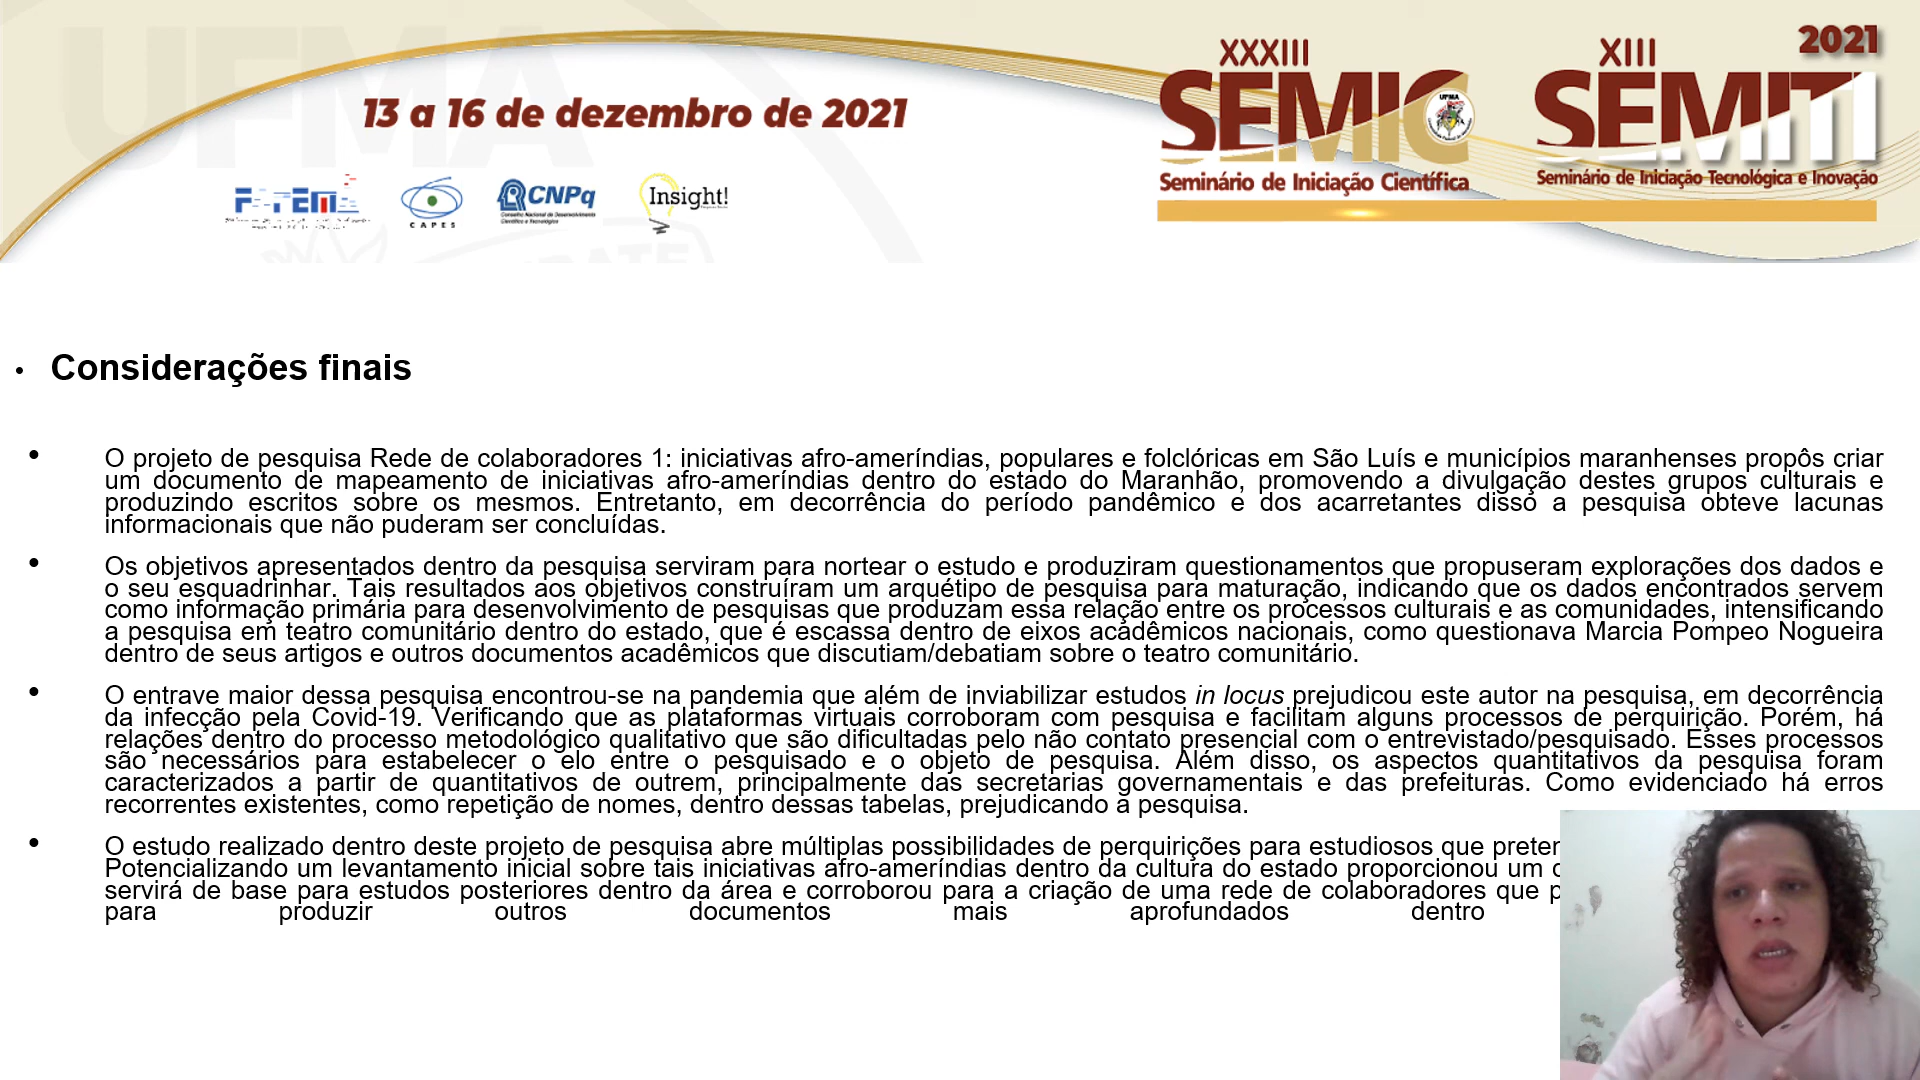 UFMA
2021
XXXIII
SEMIC
UFMA
Seminário de Iniciação Científica
XIII
SEMITI
Seminário de Iniciação Tecnológica e Inovação
13 a 16 de dezembro de 2021
CAPES
CNPq
Conselho Nacional de Desenvolvimento
Científico e Tecnológico
Insight!
• Considerações finais
• O projeto de pesquisa Rede de colaboradores 1: iniciativas afro-ameríndias, populares e folclóricas em São Luís e municípios maranhenses propôs criar
um documento de mapeamento de iniciativas afro-ameríndias dentro do estado do Maranhão, promovendo a divulgação destes grupos culturais e
produzindo escritos sobre os mesmos. Entretanto, em decorrência do período pandêmico e dos acarretantes disso a pesquisa obteve lacunas
informacionais que não puderam ser concluídas.
• Os objetivos apresentados dentro da pesquisa serviram para nortear o estudo e produziram questionamentos que propuseram explorações dos dados e
o seu esquadrinhar. Tais resultados aos objetivos construíram um arquétipo de pesquisa para maturação, indicando que os dados encontrados servem
como informação primária para desenvolvimento de pesquisas que produzam essa relação entre os processos culturais e as comunidades, intensificando
a pesquisa em teatro comunitário dentro do estado, que é escassa dentro de eixos acadêmicos nacionais, como questionava Marcia Pompeo Nogueira
dentro de seus artigos e outros documentos acadêmicos que discutiam/debatiam sobre o teatro comunitário.
• O entrave maior dessa pesquisa encontrou-se na pandemia que além de inviabilizar estudos in locus prejudicou este autor na pesquisa, em decorrência
da infecção pela Covid-19. Verificando que as plataformas virtuais corroboram com pesquisa e facilitam alguns processos de perquirição. Porém, há
relações dentro do processo metodológico qualitativo que são dificultadas pelo não contato presencial com o entrevistado/pesquisado. Esses processos
são necessários para estabelecer o elo entre o pesquisado e o objeto de pesquisa. Além disso, os aspectos quantitativos da pesquisa foram
caracterizados a partir de quantitativos de outrem, principalmente das secretarias governamentais e das prefeituras. Como evidenciado há erros
recorrentes existentes, como repetição de nomes, dentro dessas tabelas, prejudicando a pesquisa.
• O estudo realizado dentro deste projeto de pesquisa abre múltiplas possibilidades de perquirições para estudiosos que
Potencializando um levantamento inicial sobre tais iniciativas afro-ameríndias dentro da cultura do estado proporcionou um
servirá de base para estudos posteriores dentro da área e corroborou para a criação de uma rede de colaboradores que
para produzir outros documentos mais aprofundados dentro